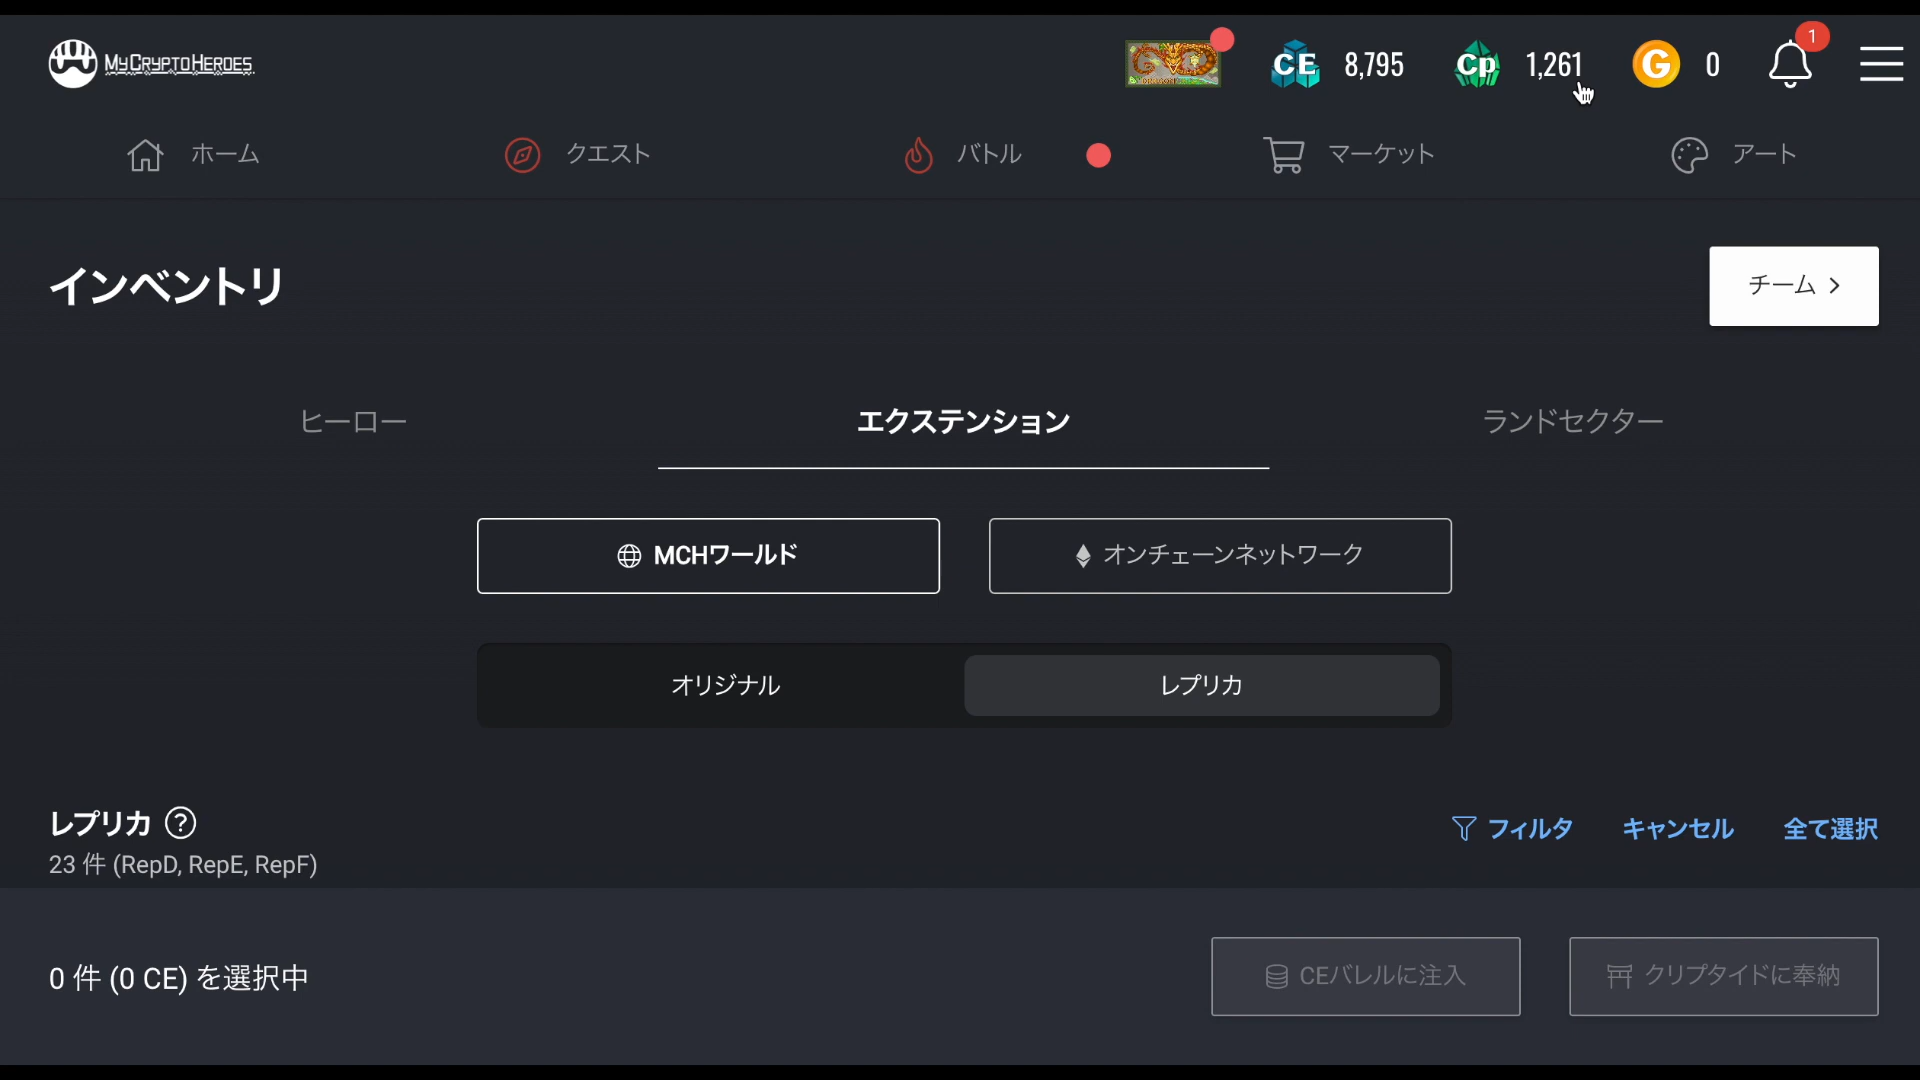 MyCryptoHeroes
GVD
CE 8,795
Cp 1,261
G 0
1
ホーム
クエスト
バトル
マーケット
アート
インベントリ
チーム
ヒーロー
エクステンション
ランドセクター
MCHワールド
オンチェーンネットワーク
オリジナル
レプリカ
レプリカ ?
フィルタ
キャンセル
全て選択
23 件 (RepD, RepE, RepF)
0 件 (0 CE) を選択中
CEバレルに注入
クリプタイドに奉納